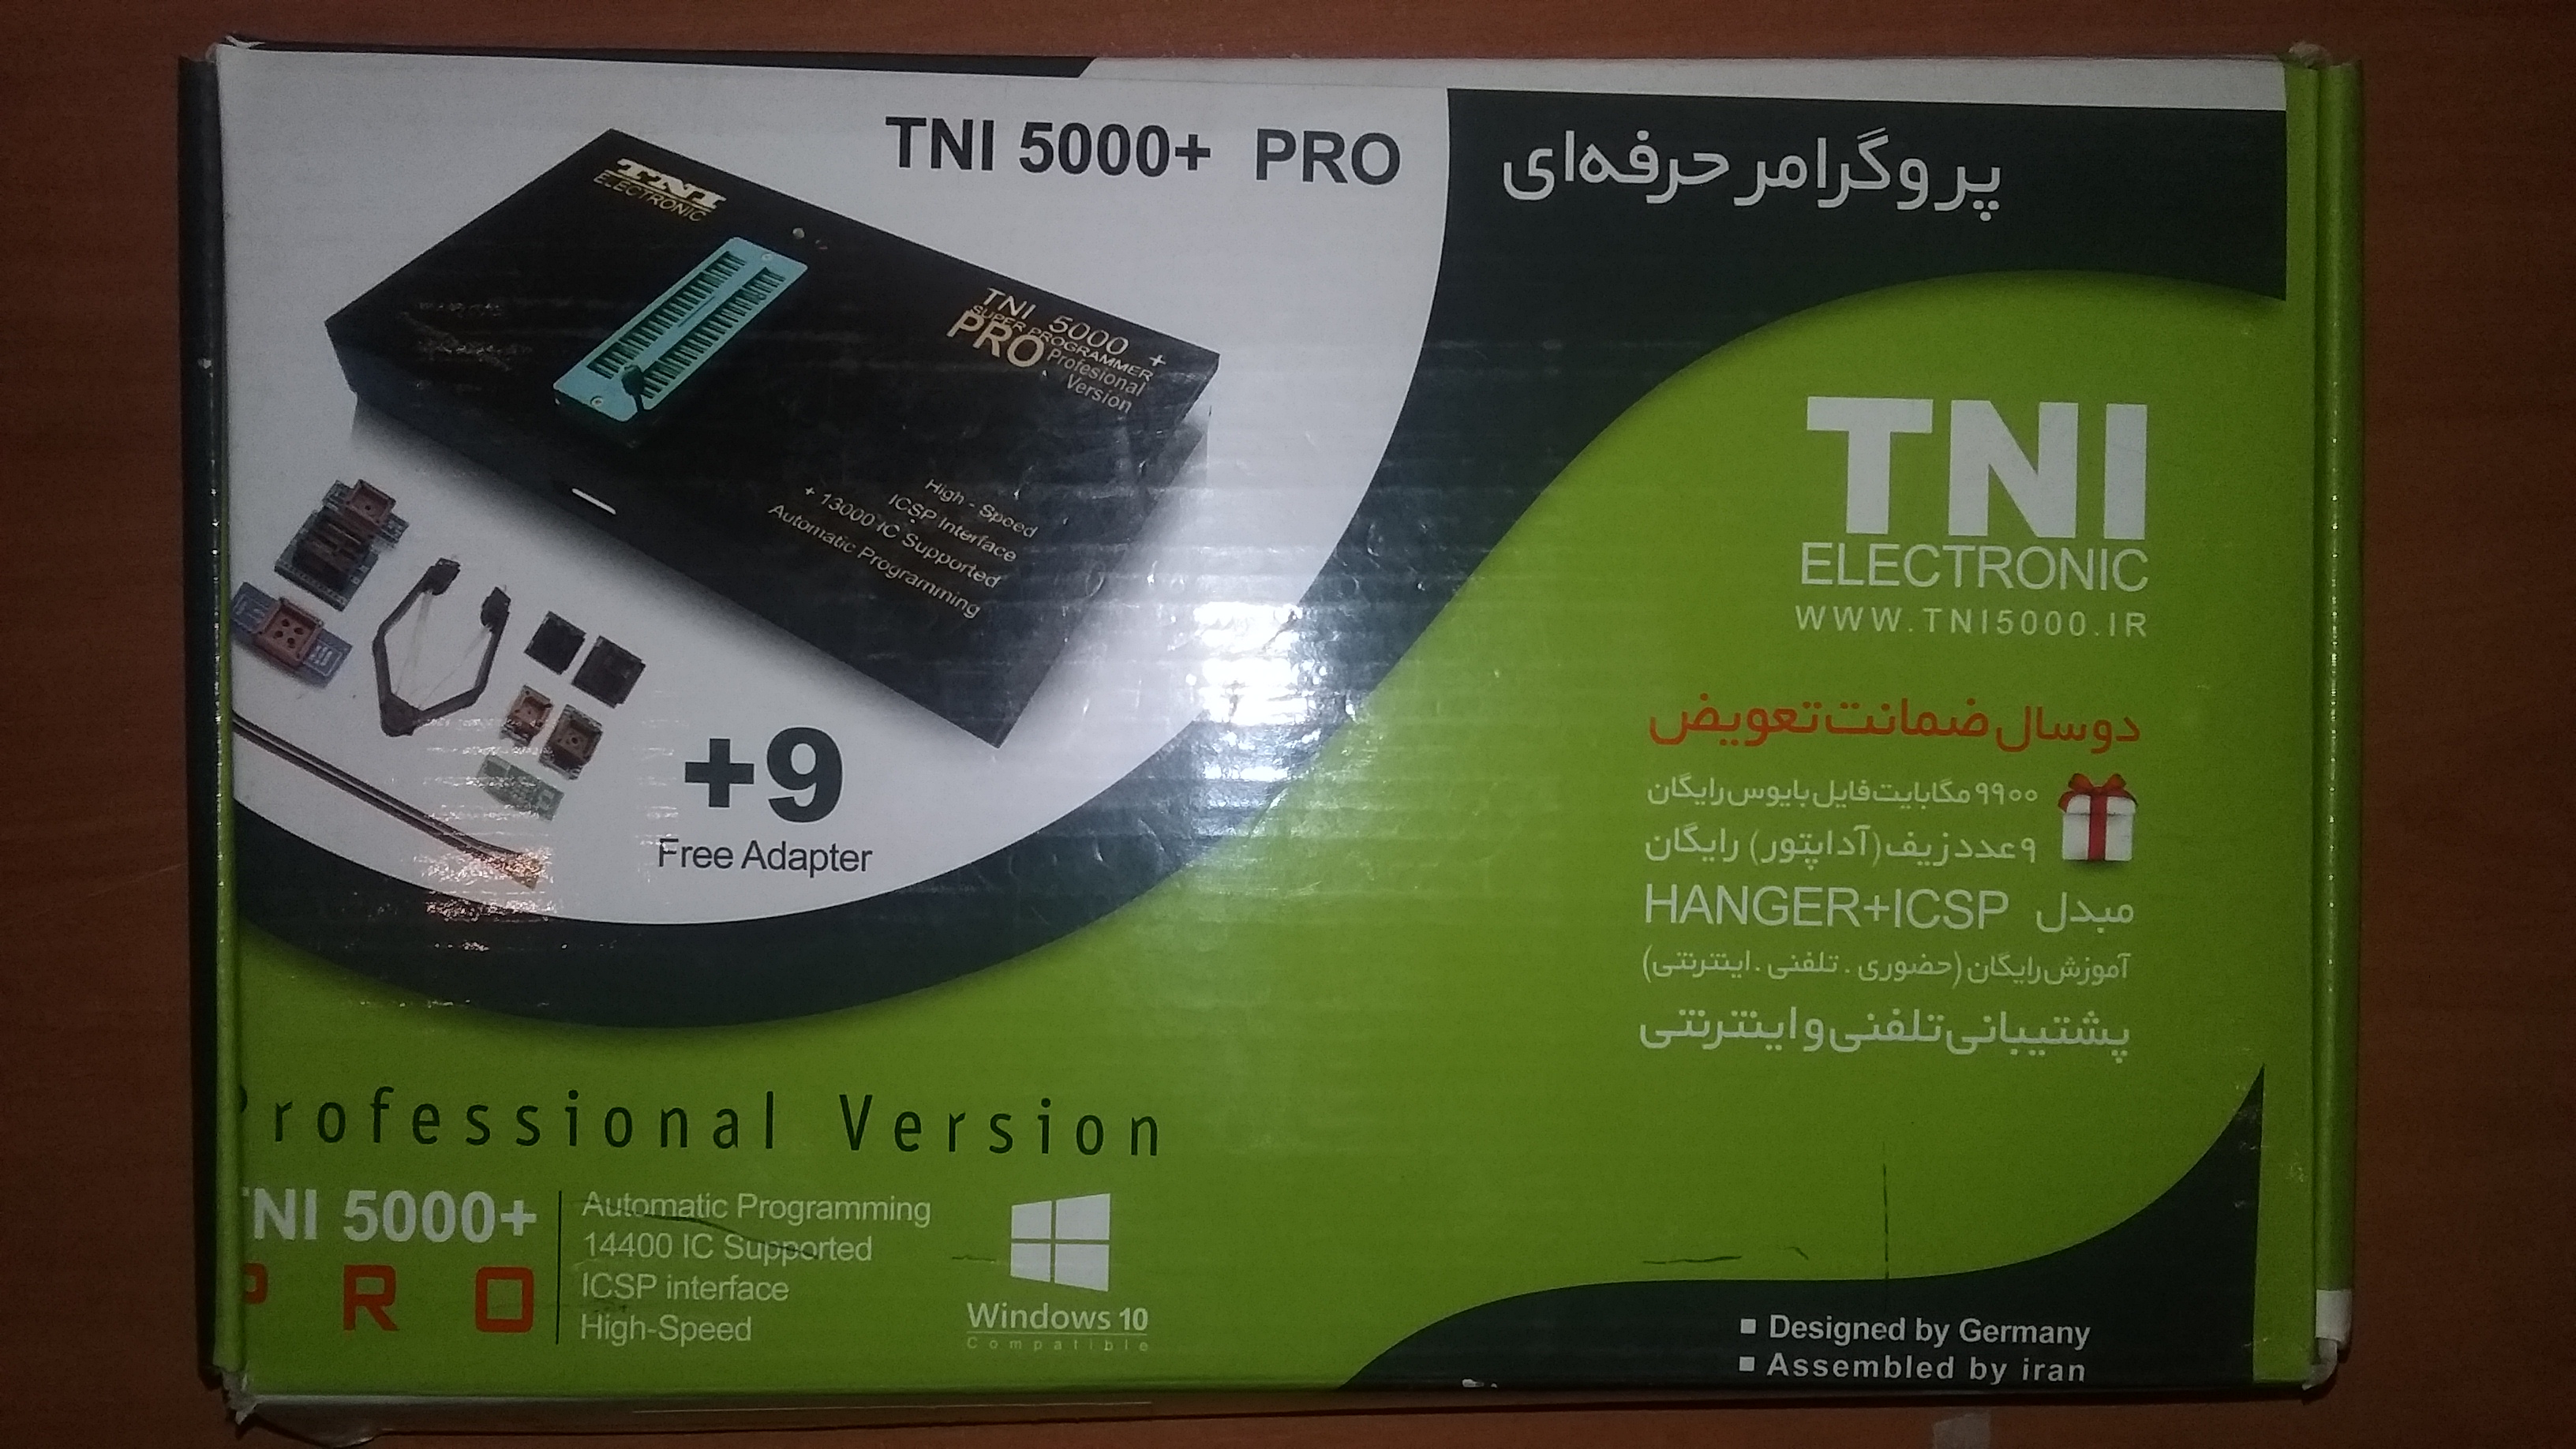 TNI 5000+ PRO
پروگرامر حرفه‌ای
TNI
ELECTRONIC
TNI 5000 +
SUPER PROGRAMMER
PRO Profesional
Version
High - Speed
ICSP Interface
+ 13000 IC Supported
Automatic Programming
+9
Free Adapter
TNI
ELECTRONIC
WWW.TNI5000.IR
دو سال ضمانت تعویض
۹۹۰۰ مگابایت فایل بایوس رایگان
۹ عدد زیف (آداپتور) رایگان
مبدل HANGER+ICSP
آموزش رایگان (حضوری . تلفنی . اینترنتی)
پشتیبانی تلفنی و اینترنتی
Professional Version
TNI 5000+
PRO
Automatic Programming
14400 IC Supported
ICSP interface
High-Speed
Windows 10
Compatible
Designed by Germany
Assembled by iran